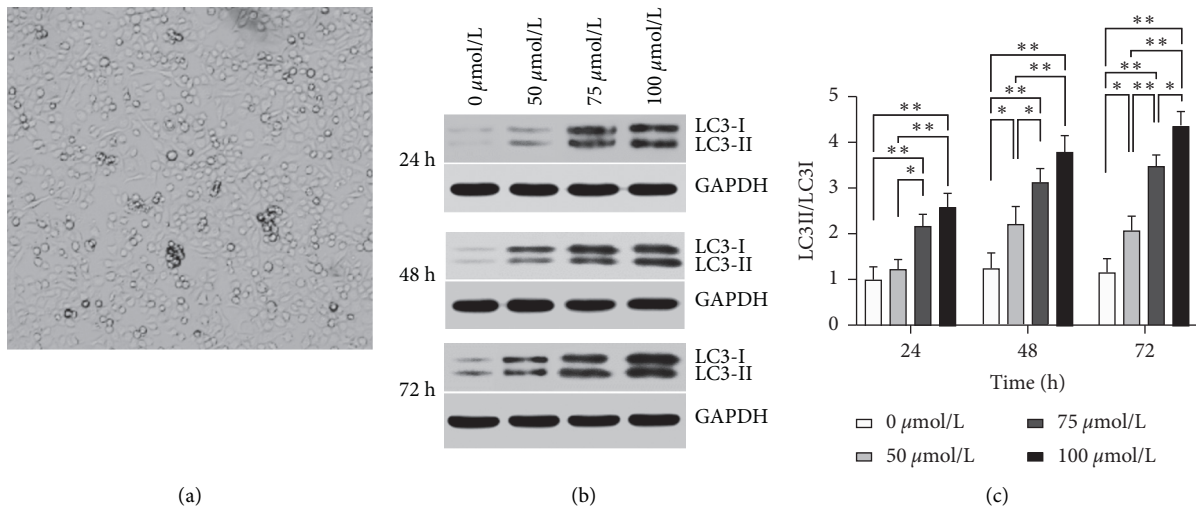 0 μmol/L
50 μmol/L
75 μmol/L
100 μmol/L
24 h
LC3-I
LC3-II
GAPDH
48 h
LC3-I
LC3-II
GAPDH
72 h
LC3-I
LC3-II
GAPDH
LC3II/LC3I
5
4
3
2
1
0
** ** ** *
** ** ** * *
** ** ** * ** *
24 48 72
Time (h)
0 μmol/L 75 μmol/L
50 μmol/L 100 μmol/L
(a) (b) (c)